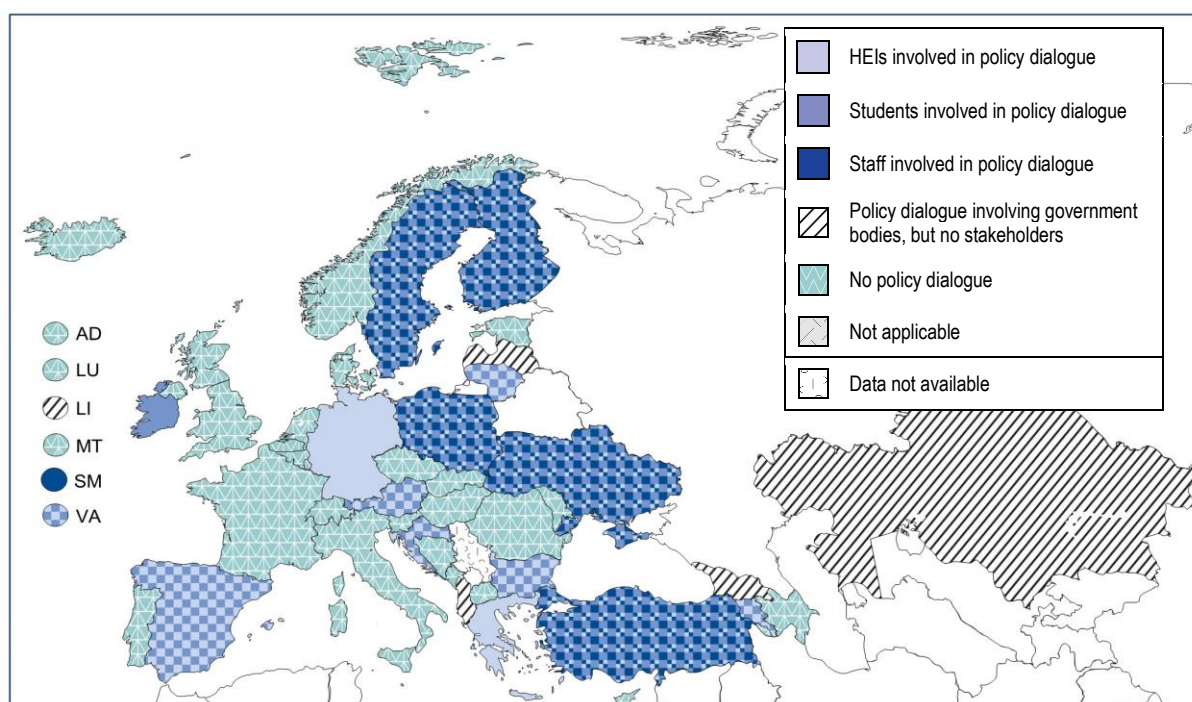 HEIs involved in policy dialogue
Students involved in policy dialogue
Staff involved in policy dialogue
Policy dialogue involving government
bodies, but no stakeholders
No policy dialogue
Not applicable
Data not available
AD
LU
LI
MT
SM
VA